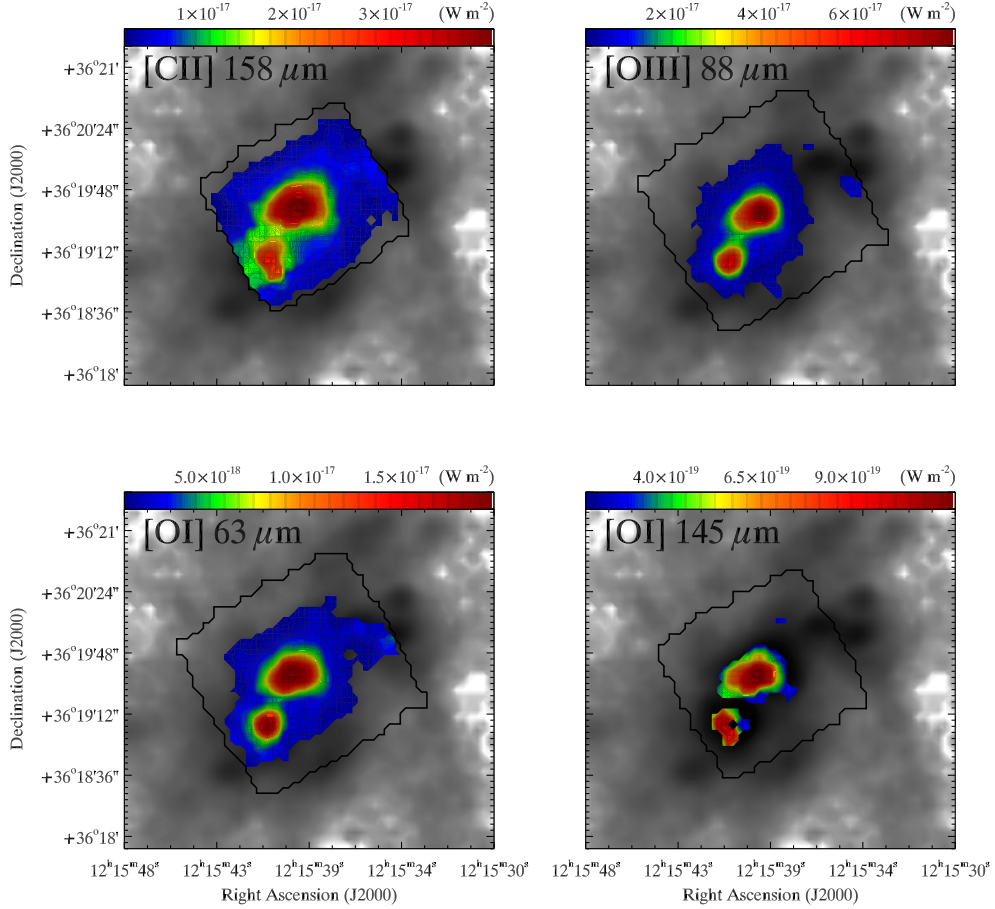 1×10⁻¹⁷ 2×10⁻¹⁷ 3×10⁻¹⁷ (W m⁻²)
2×10⁻¹⁷ 4×10⁻¹⁷ 6×10⁻¹⁷ (W m⁻²)
[CII] 158 μm
[OIII] 88 μm
+36°21'
+36°20'24"
+36°19'48"
+36°19'12"
+36°18'36"
+36°18'
Declination (J2000)
5.0×10⁻¹⁸ 1.0×10⁻¹⁷ 1.5×10⁻¹⁷ (W m⁻²)
4.0×10⁻¹⁹ 6.5×10⁻¹⁹ 9.0×10⁻¹⁹ (W m⁻²)
[OI] 63 μm
[OI] 145 μm
+36°21'
+36°20'24"
+36°19'48"
+36°19'12"
+36°18'36"
+36°18'
Declination (J2000)
12ʰ15ᵐ48ˢ 12ʰ15ᵐ43ˢ 12ʰ15ᵐ39ˢ 12ʰ15ᵐ34ˢ 12ʰ15ᵐ30ˢ
12ʰ15ᵐ43ˢ 12ʰ15ᵐ39ˢ 12ʰ15ᵐ34ˢ 12ʰ15ᵐ30ˢ
Right Ascension (J2000)
Right Ascension (J2000)